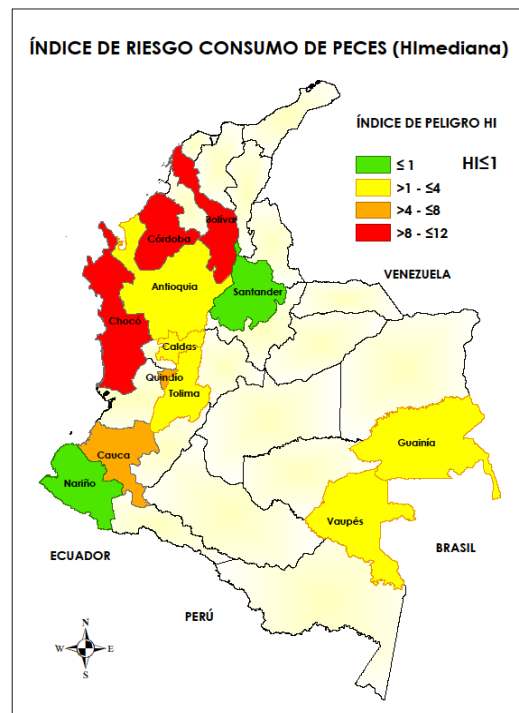 ÍNDICE DE RIESGO CONSUMO DE PECES (HImediana)
ÍNDICE DE PELIGRO HI
≤ 1
HI≤1
>1 - ≤4
>4 - ≤8
>8 - ≤12
Bolívar
Córdoba
VENEZUELA
Antioquia
Santander
Chocó
Caldas
Quindío
Tolima
Guainía
Cauca
Nariño
Vaupés
ECUADOR
BRASIL
PERÚ
N
W
E
S